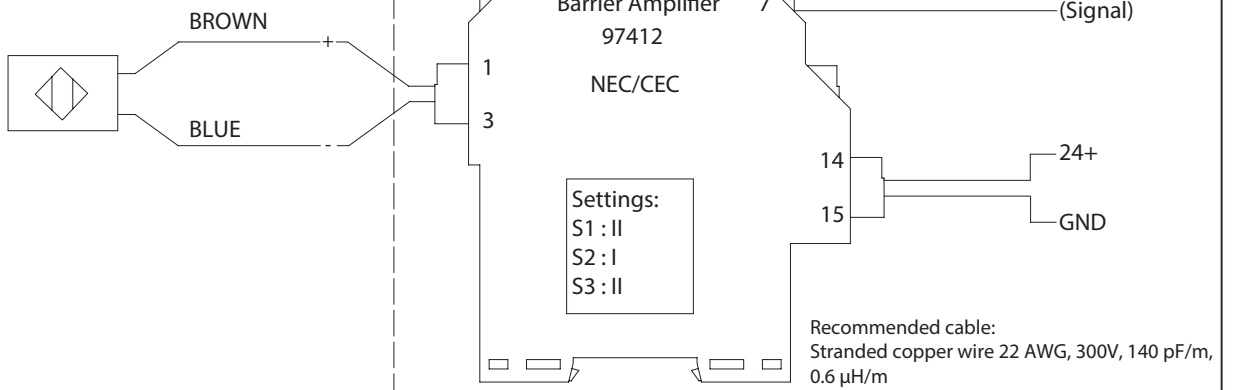 Barrier Amplifier 7
(Signal)
BROWN
97412
+
1
NEC/CEC
3
BLUE
-
14
24+
Settings:
S1 : II
15
GND
S2 : I
S3 : II
Recommended cable:
Stranded copper wire 22 AWG, 300V, 140 pF/m,
0.6 µH/m